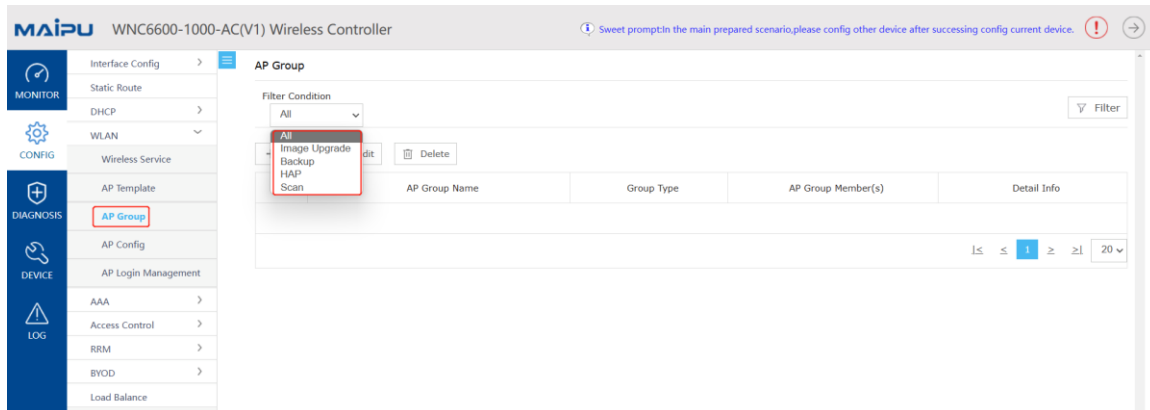 MAIPU WNC6600-1000-AC(V1) Wireless Controller
Sweet prompt:In the main prepared scenario,please config other device after successing config current device.
MONITOR
CONFIG
DIAGNOSIS
DEVICE
LOG
Interface Config
Static Route
DHCP
WLAN
Wireless Service
AP Template
AP Group
AP Config
AP Login Management
AAA
Access Control
RRM
BYOD
Load Balance
AP Group
Filter Condition
All
Filter
All
Image Upgrade
Backup
HAP
Scan
dit
Delete
AP Group Name Group Type AP Group Member(s) Detail Info
|< < 1 > >| 20